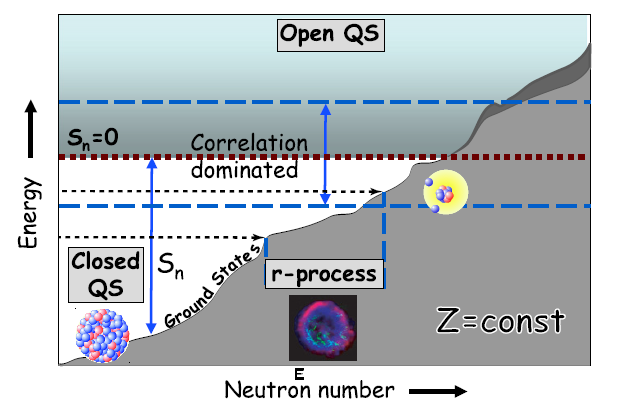 Open QS
Sn=0
Correlation
dominated
Energy
Closed
QS
Sn
Ground States
r-process
Z=const
E
Neutron number